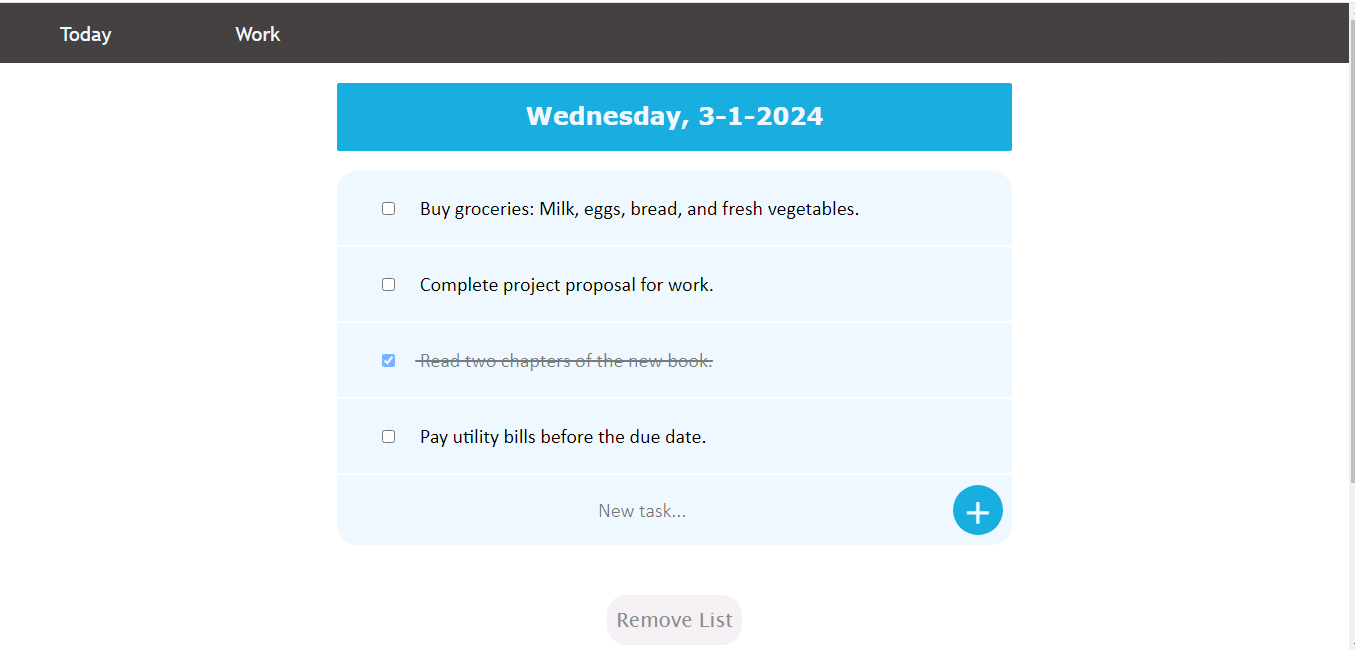 Today Work
Wednesday, 3-1-2024
Buy groceries: Milk, eggs, bread, and fresh vegetables.
Complete project proposal for work.
Read two chapters of the new book.
Pay utility bills before the due date.
New task...
Remove List